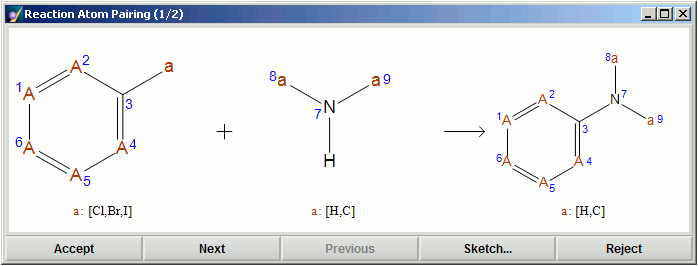 Reaction Atom Pairing (1/2)
1 A A 2 a 3 A 4 A 5 6 A
+
8 a a 9 N 7 H
1 A A 2 3 A 4 A 5 6 A N 7 8 a a 9
a: [Cl,Br,I]
a: [H,C]
a: [H,C]
Accept
Next
Previous
Sketch...
Reject